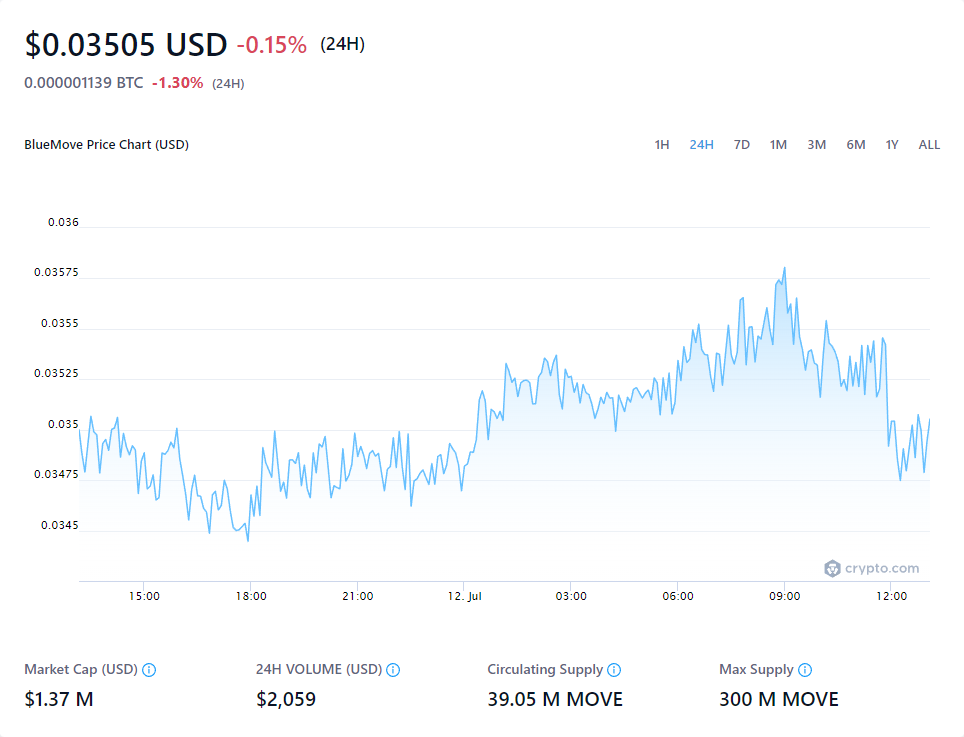 $0.03505 USD -0.15% (24H)
0.000001139 BTC -1.30% (24H)
BlueMove Price Chart (USD) 1H 24H 7D 1M 3M 6M 1Y ALL
0.036
0.03575
0.0355
0.03525
0.035
0.03475
0.0345
crypto.com
15:00 18:00 21:00 12. Jul 03:00 06:00 09:00 12:00
Market Cap (USD) 24H VOLUME (USD) Circulating Supply Max Supply
$1.37 M $2,059 39.05 M MOVE 300 M MOVE